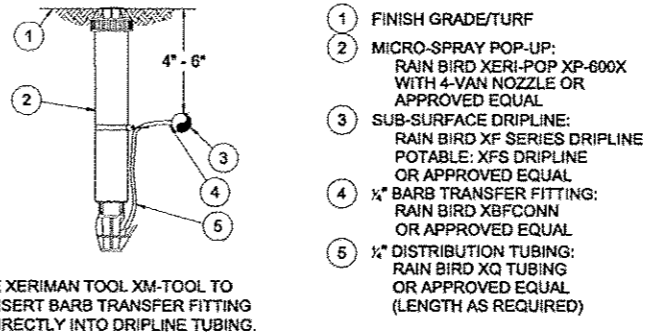 1 FINISH GRADE/TURF
2 MICRO-SPRAY POP-UP:
RAIN BIRD XERI-POP XP-600X
WITH 4-VAN NOZZLE OR
APPROVED EQUAL
3 SUB-SURFACE DRIPLINE:
RAIN BIRD XF SERIES DRIPLINE
POTABLE: XFS DRIPLINE
OR APPROVED EQUAL
4 ¼" BARB TRANSFER FITTING:
RAIN BIRD XBFCONN
OR APPROVED EQUAL
5 ¼" DISTRIBUTION TUBING:
RAIN BIRD XQ TUBING
OR APPROVED EQUAL
(LENGTH AS REQUIRED)
1
4" - 6"
2
3
4
5
E XERIMAN TOOL XM-TOOL TO
NSERT BARB TRANSFER FITTING
IRECTLY INTO DRIPLINE TUBING.